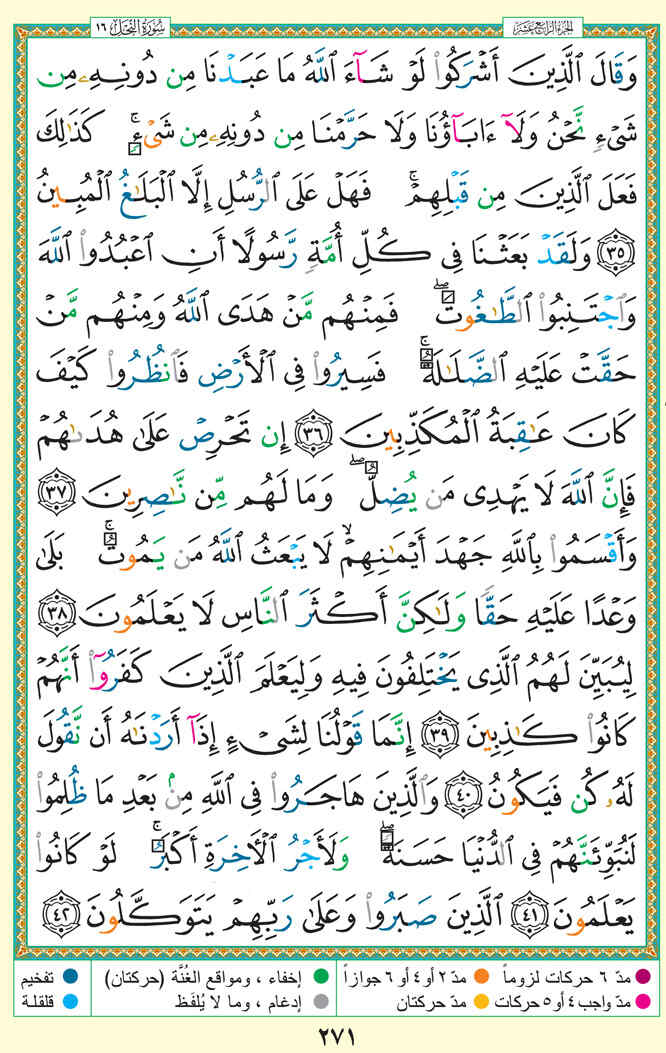 الجزء الرابع عشر
سُورَةُ النَّحْل ١٦
وَقَالَ ٱلَّذِينَ أَشْرَكُوا۟ لَوْ شَآءَ ٱللَّهُ مَا عَبَدْنَا مِن دُونِهِۦ مِن
شَىْءٍ نَّحْنُ وَلَآ ءَابَآؤُنَا وَلَا حَرَّمْنَا مِن دُونِهِۦ مِن شَىْءٍ ۚ كَذَٰلِكَ
فَعَلَ ٱلَّذِينَ مِن قَبْلِهِمْ ۚ فَهَلْ عَلَى ٱلرُّسُلِ إِلَّا ٱلْبَلَٰغُ ٱلْمُبِينُ
٣٥ وَلَقَدْ بَعَثْنَا فِى كُلِّ أُمَّةٍ رَّسُولًا أَنِ ٱعْبُدُوا۟ ٱللَّهَ
وَٱجْتَنِبُوا۟ ٱلطَّٰغُوتَ ۖ فَمِنْهُم مَّنْ هَدَى ٱللَّهُ وَمِنْهُم مَّنْ
حَقَّتْ عَلَيْهِ ٱلضَّلَٰلَةُ ۚ فَسِيرُوا۟ فِى ٱلْأَرْضِ فَٱنظُرُوا۟ كَيْفَ
كَانَ عَٰقِبَةُ ٱلْمُكَذِّبِينَ ٣٦ إِن تَحْرِصْ عَلَىٰ هُدَىٰهُمْ
فَإِنَّ ٱللَّهَ لَا يَهْدِى مَن يُضِلُّ ۖ وَمَا لَهُم مِّن نَّٰصِرِينَ ٣٧
وَأَقْسَمُوا۟ بِٱللَّهِ جَهْدَ أَيْمَٰنِهِمْ ۙ لَا يَبْعَثُ ٱللَّهُ مَن يَمُوتُ ۚ بَلَىٰ
وَعْدًا عَلَيْهِ حَقًّا وَلَٰكِنَّ أَكْثَرَ ٱلنَّاسِ لَا يَعْلَمُونَ ٣٨
لِيُبَيِّنَ لَهُمُ ٱلَّذِى يَخْتَلِفُونَ فِيهِ وَلِيَعْلَمَ ٱلَّذِينَ كَفَرُوٓا۟ أَنَّهُمْ
كَانُوا۟ كَٰذِبِينَ ٣٩ إِنَّمَا قَوْلُنَا لِشَىْءٍ إِذَآ أَرَدْنَٰهُ أَن نَّقُولَ
لَهُۥ كُن فَيَكُونُ ٤٠ وَٱلَّذِينَ هَاجَرُوا۟ فِى ٱللَّهِ مِنۢ بَعْدِ مَا ظُلِمُوا۟
لَنُبَوِّئَنَّهُمْ فِى ٱلدُّنْيَا حَسَنَةً ۖ وَلَأَجْرُ ٱلْءَاخِرَةِ أَكْبَرُ ۚ لَوْ كَانُوا۟
يَعْلَمُونَ ٤١ ٱلَّذِينَ صَبَرُوا۟ وَعَلَىٰ رَبِّهِمْ يَتَوَكَّلُونَ ٤٢
مدّ ٦ حركات لزوماً
مدّ ٢ أو ٤ أو ٦ جوازاً
إخفاء ، ومواقع الغُنَّة (حركتان)
تفخيم
مدّ واجب ٤ أو ٥ حركات
مدّ حركتان
إدغام ، وما لا يُلفَظ
قلقلة
٢٧١